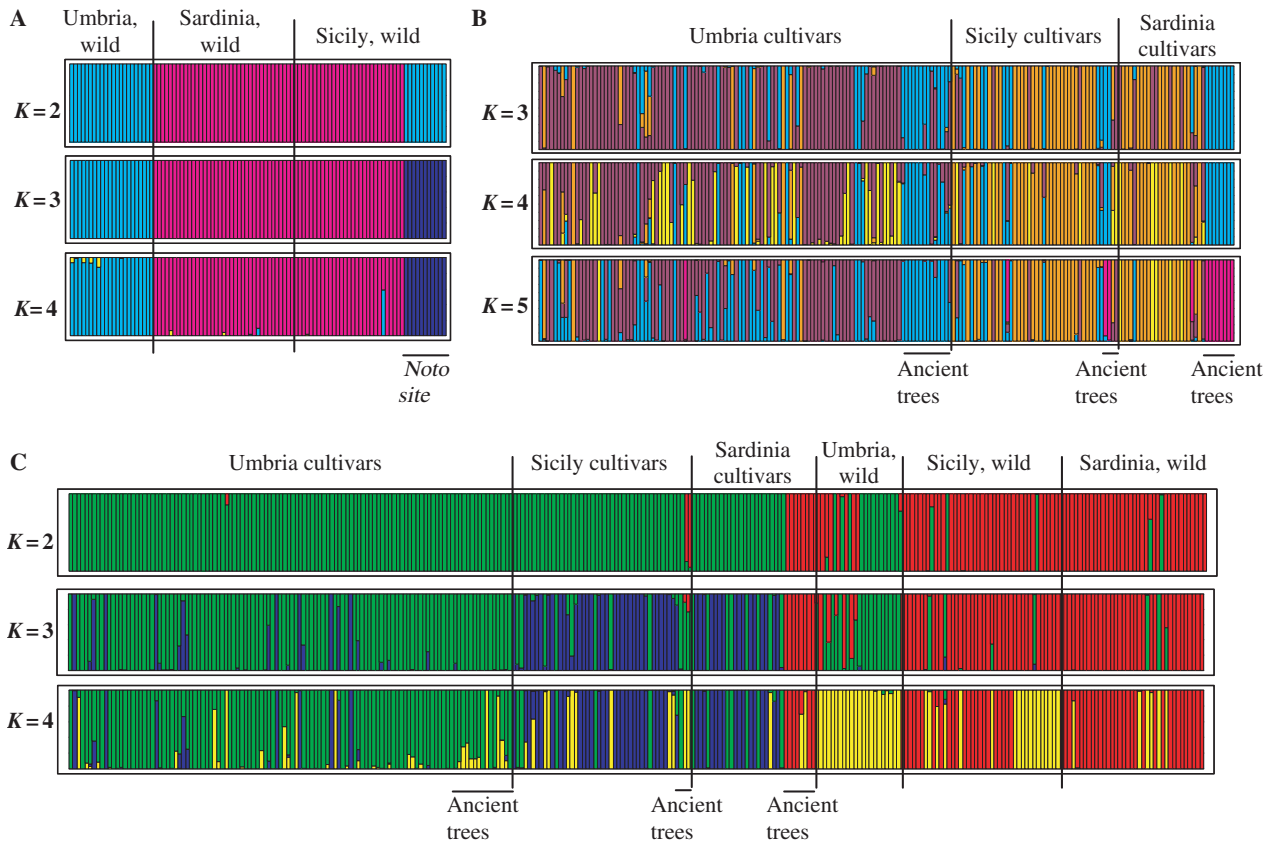 A
Umbria, wild
Sardinia, wild
Sicily, wild
K=2
K=3
K=4
Noto site
B
Umbria cultivars
Sicily cultivars
Sardinia cultivars
K=3
K=4
K=5
Ancient trees
Ancient trees
Ancient trees
C
Umbria cultivars
Sicily cultivars
Sardinia cultivars
Umbria, wild
Sicily, wild
Sardinia, wild
K=2
K=3
K=4
Ancient trees
Ancient trees
Ancient trees